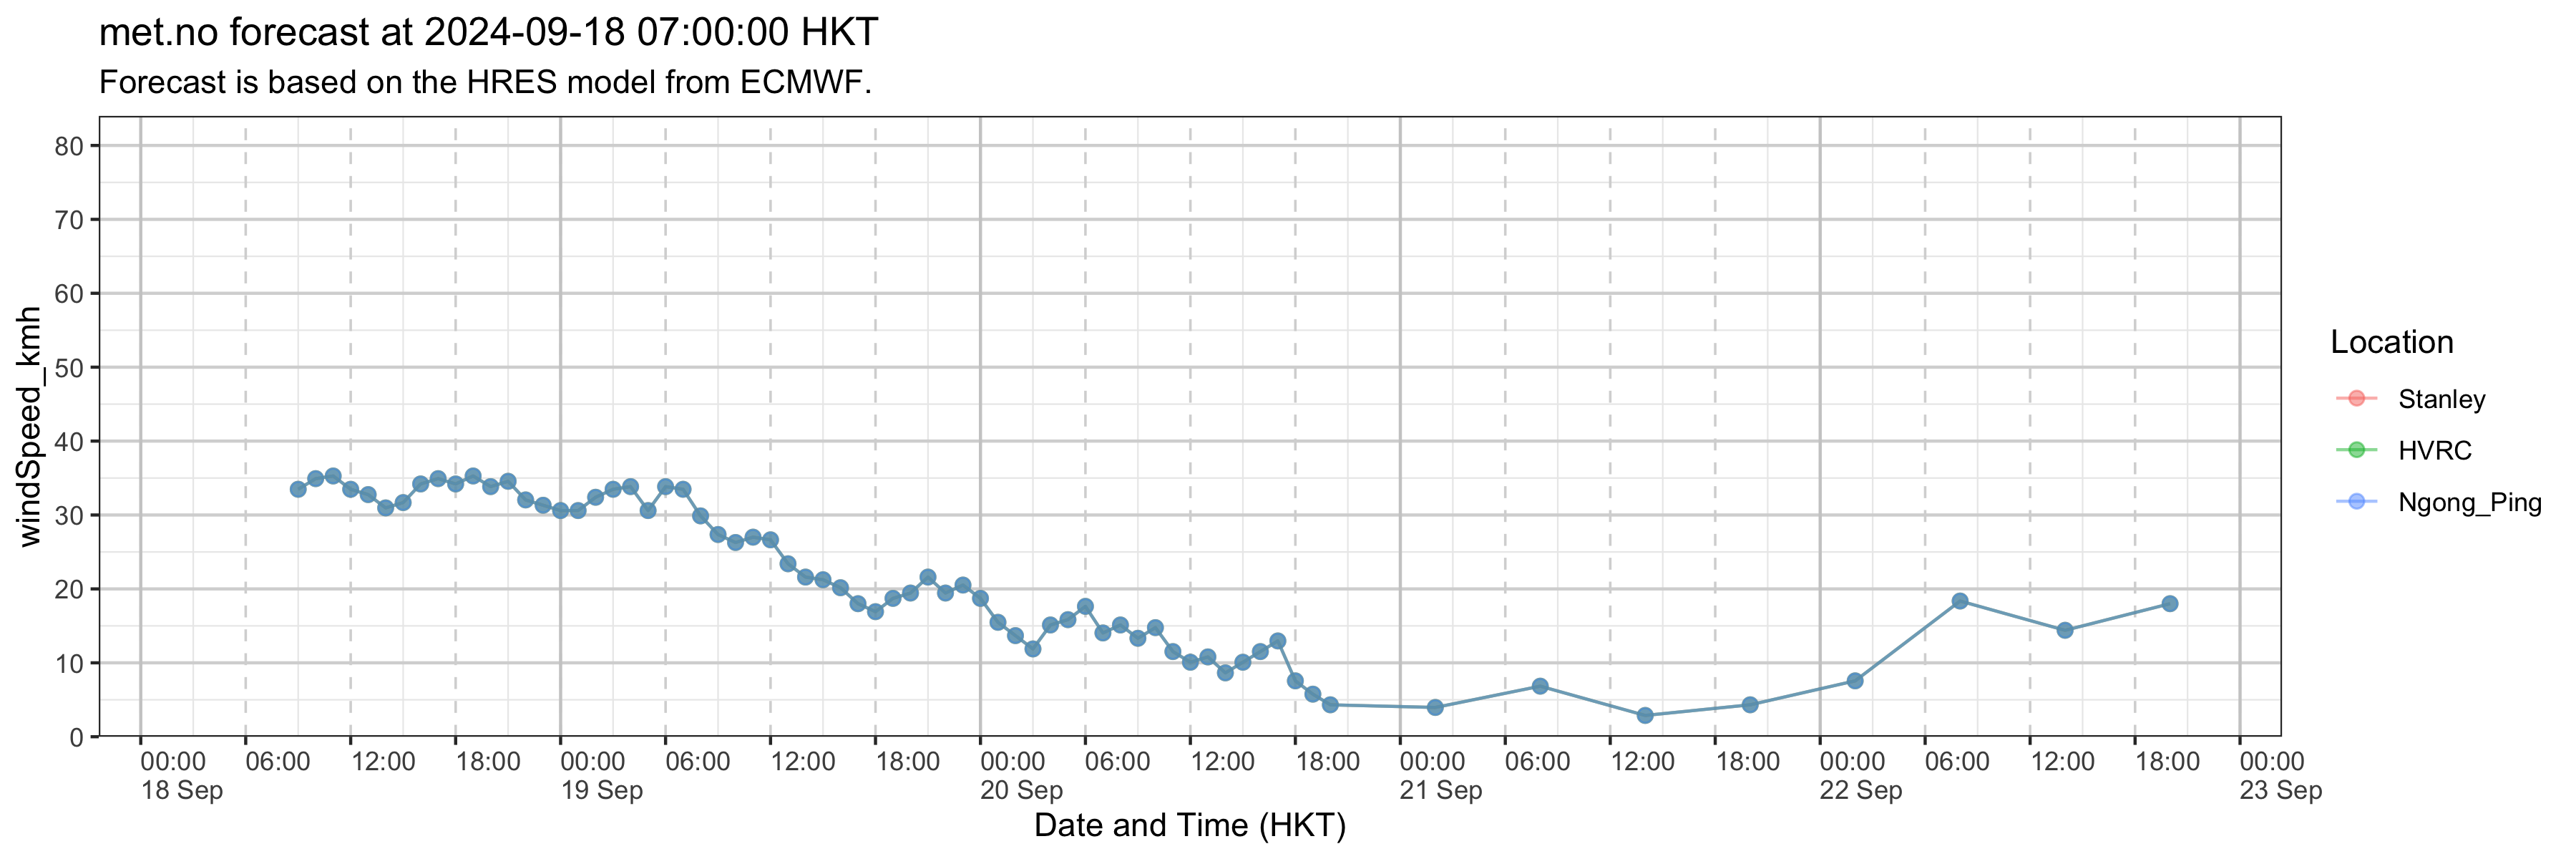 met.no forecast at 2024-09-18 07:00:00 HKT
Forecast is based on the HRES model from ECMWF.
windSpeed_kmh
80
70
60
50
40
30
20
10
0
00:00 06:00 12:00 18:00 00:00 06:00 12:00 18:00 00:00 06:00 12:00 18:00 00:00 06:00 12:00 18:00 00:00 06:00 12:00 18:00 00:00
18 Sep 19 Sep 20 Sep 21 Sep 22 Sep 23 Sep
Date and Time (HKT)
Location
Stanley
HVRC
Ngong_Ping